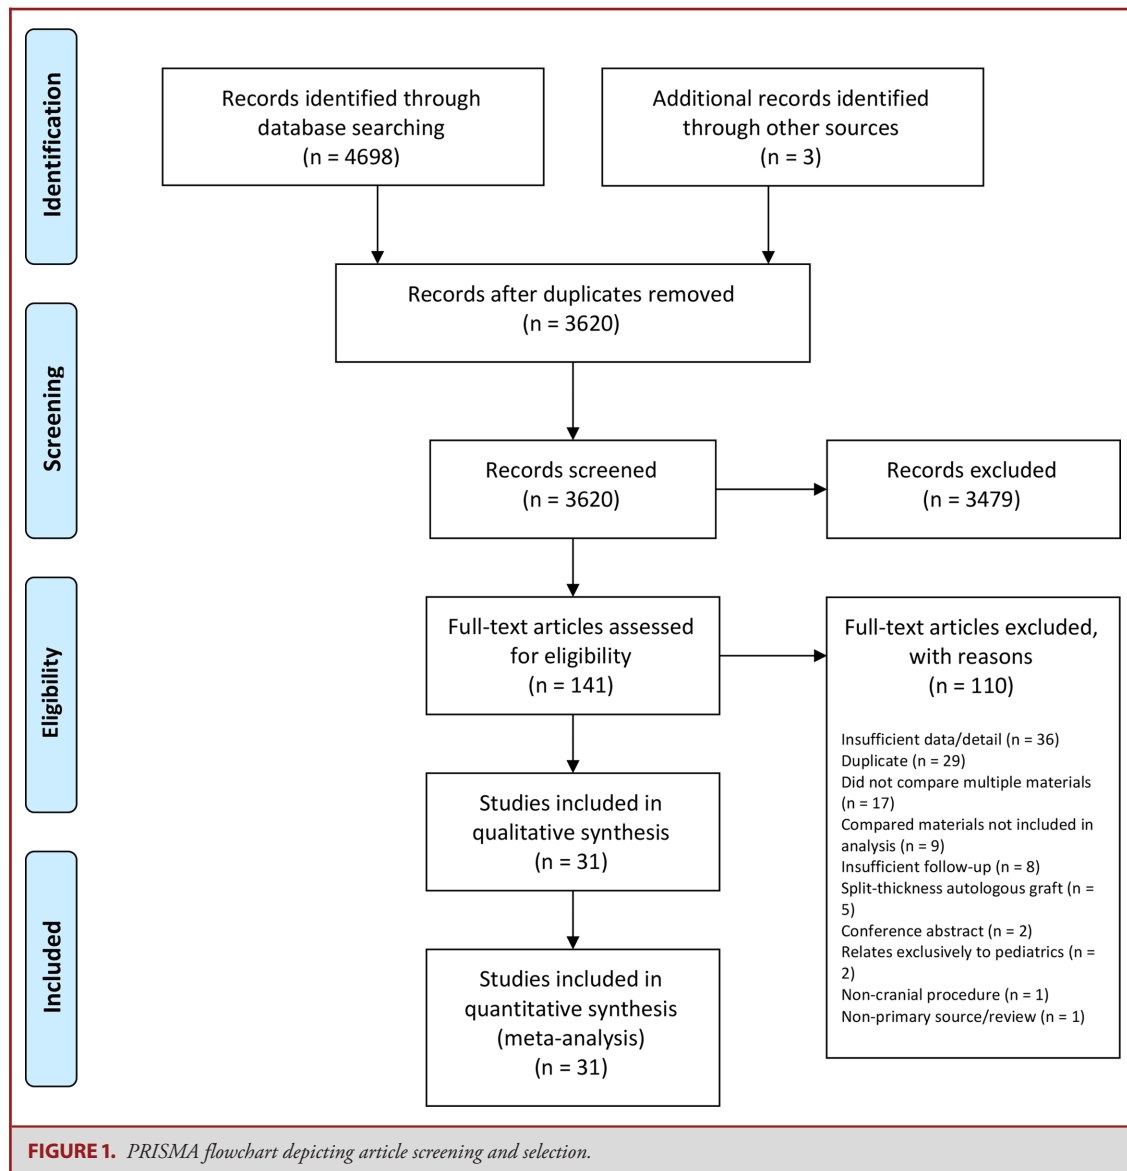 Identification
Records identified through
database searching
(n = 4698)
Additional records identified
through other sources
(n = 3)
Records after duplicates removed
(n = 3620)
Screening
Records screened
(n = 3620)
Records excluded
(n = 3479)
Eligibility
Full-text articles assessed
for eligibility
(n = 141)
Full-text articles excluded,
with reasons
(n = 110)
Insufficient data/detail (n = 36)
Duplicate (n = 29)
Did not compare multiple materials
(n = 17)
Compared materials not included in
analysis (n = 9)
Insufficient follow-up (n = 8)
Split-thickness autologous graft (n =
5)
Conference abstract (n = 2)
Relates exclusively to pediatrics (n =
2)
Non-cranial procedure (n = 1)
Non-primary source/review (n = 1)
Studies included in
qualitative synthesis
(n = 31)
Included
Studies included in
quantitative synthesis
(meta-analysis)
(n = 31)
FIGURE 1. PRISMA flowchart depicting article screening and selection.